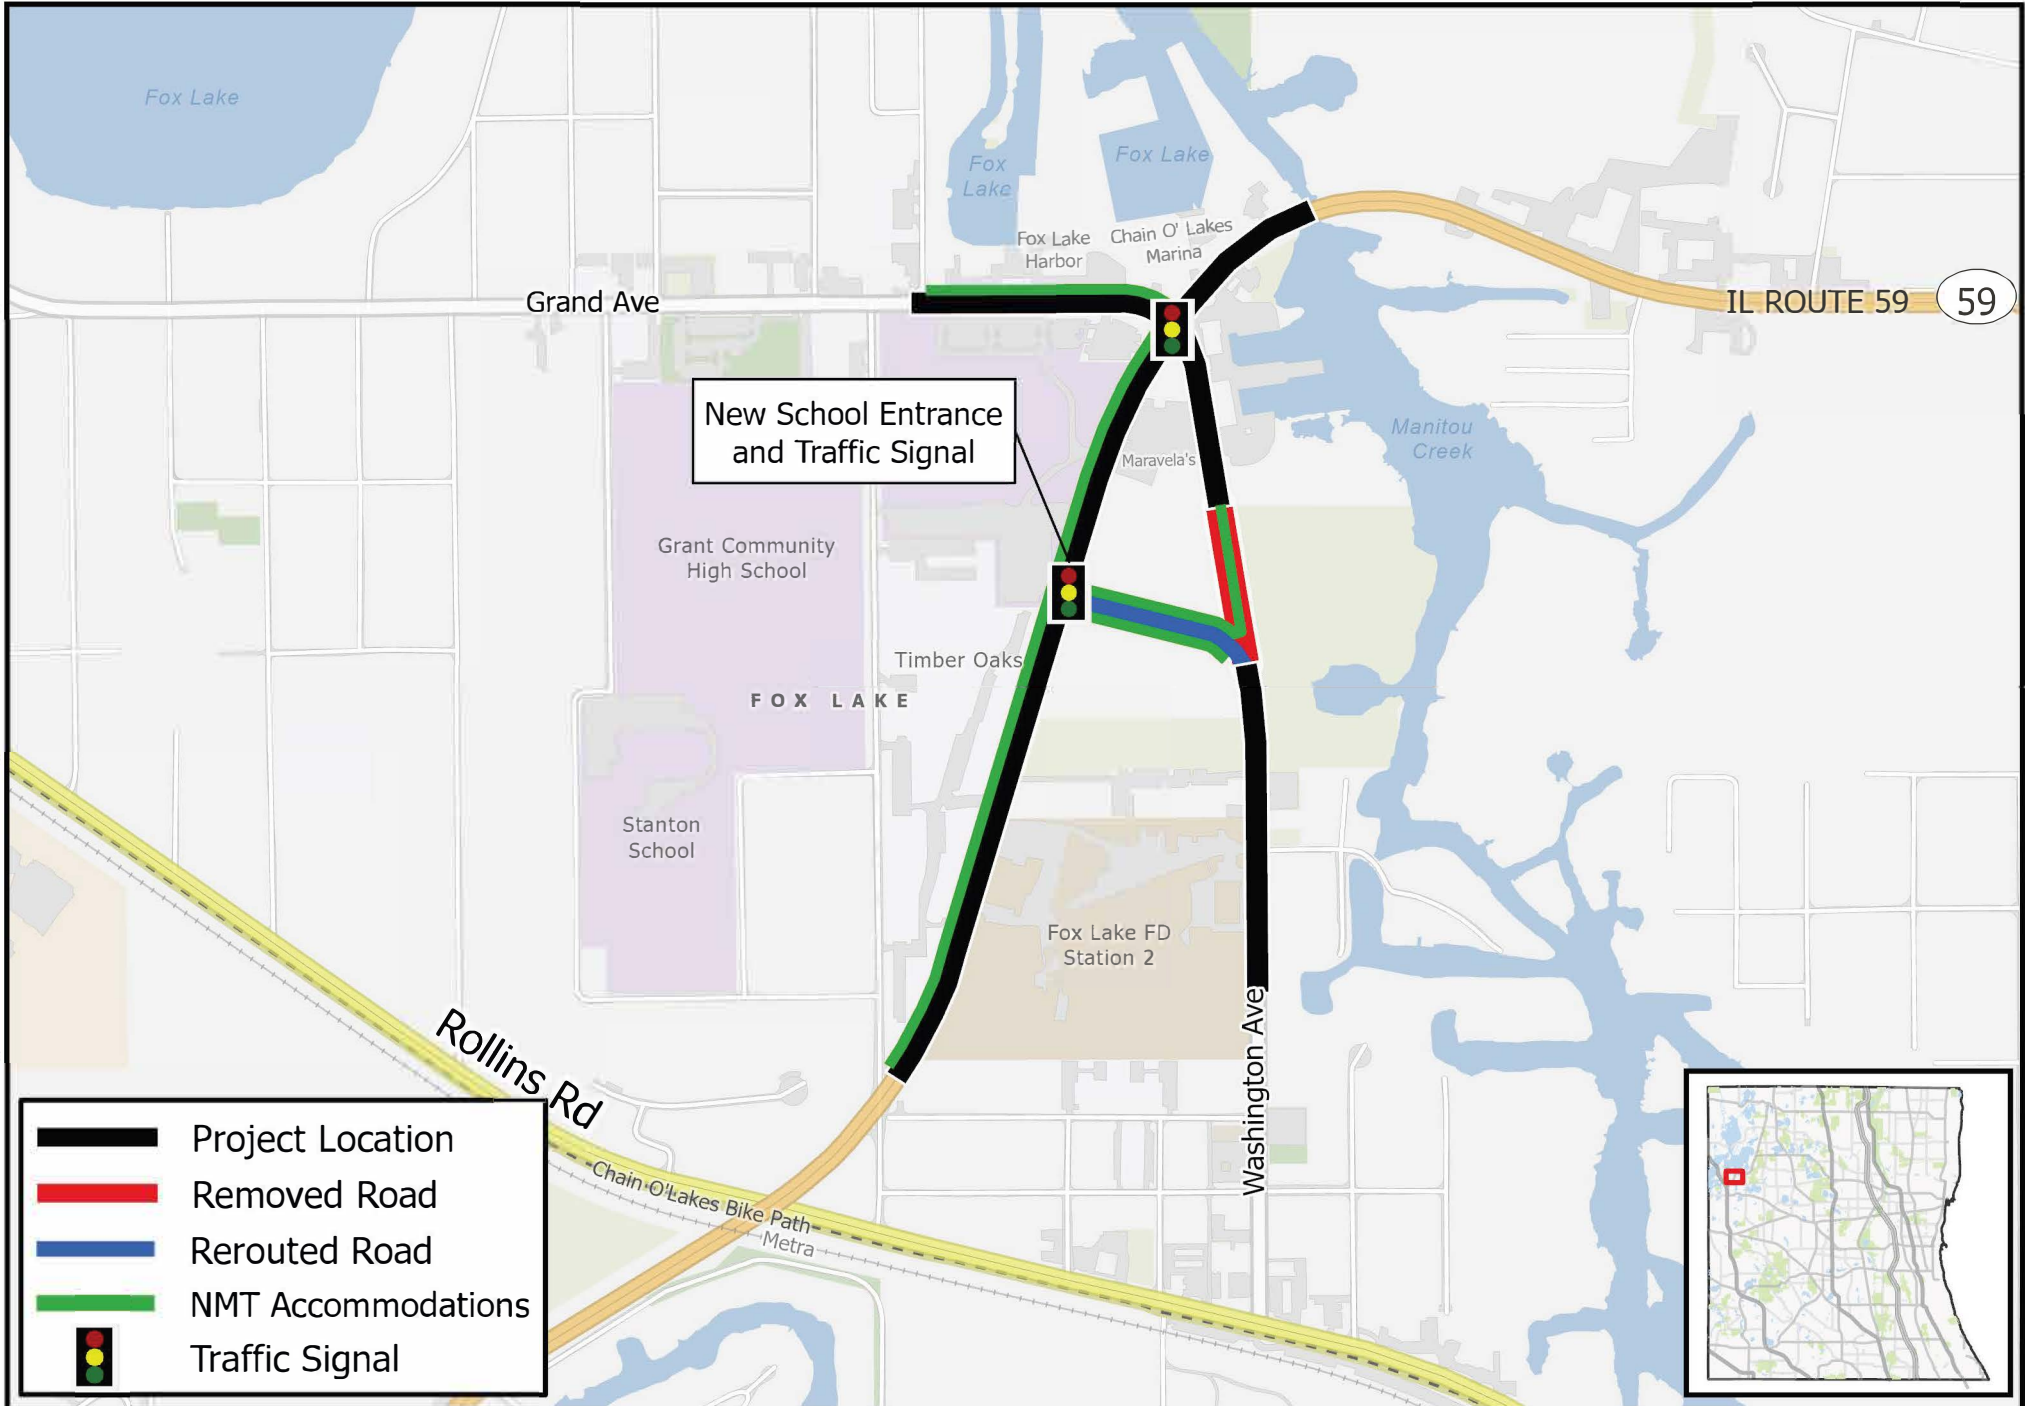 Fox Lake
Fox
Lake
Fox Lake
Fox Lake
Harbor
Chain O' Lakes
Marina
Grand Ave
IL ROUTE 59
59
New School Entrance
and Traffic Signal
Maravela's
Manitou
Creek
Grant Community
High School
Timber Oaks
FOX LAKE
Stanton
School
Fox Lake FD
Station 2
Washington Ave
Rollins Rd
Chain O'Lakes Bike Path
Metra
Project Location
Removed Road
Rerouted Road
NMT Accommodations
Traffic Signal